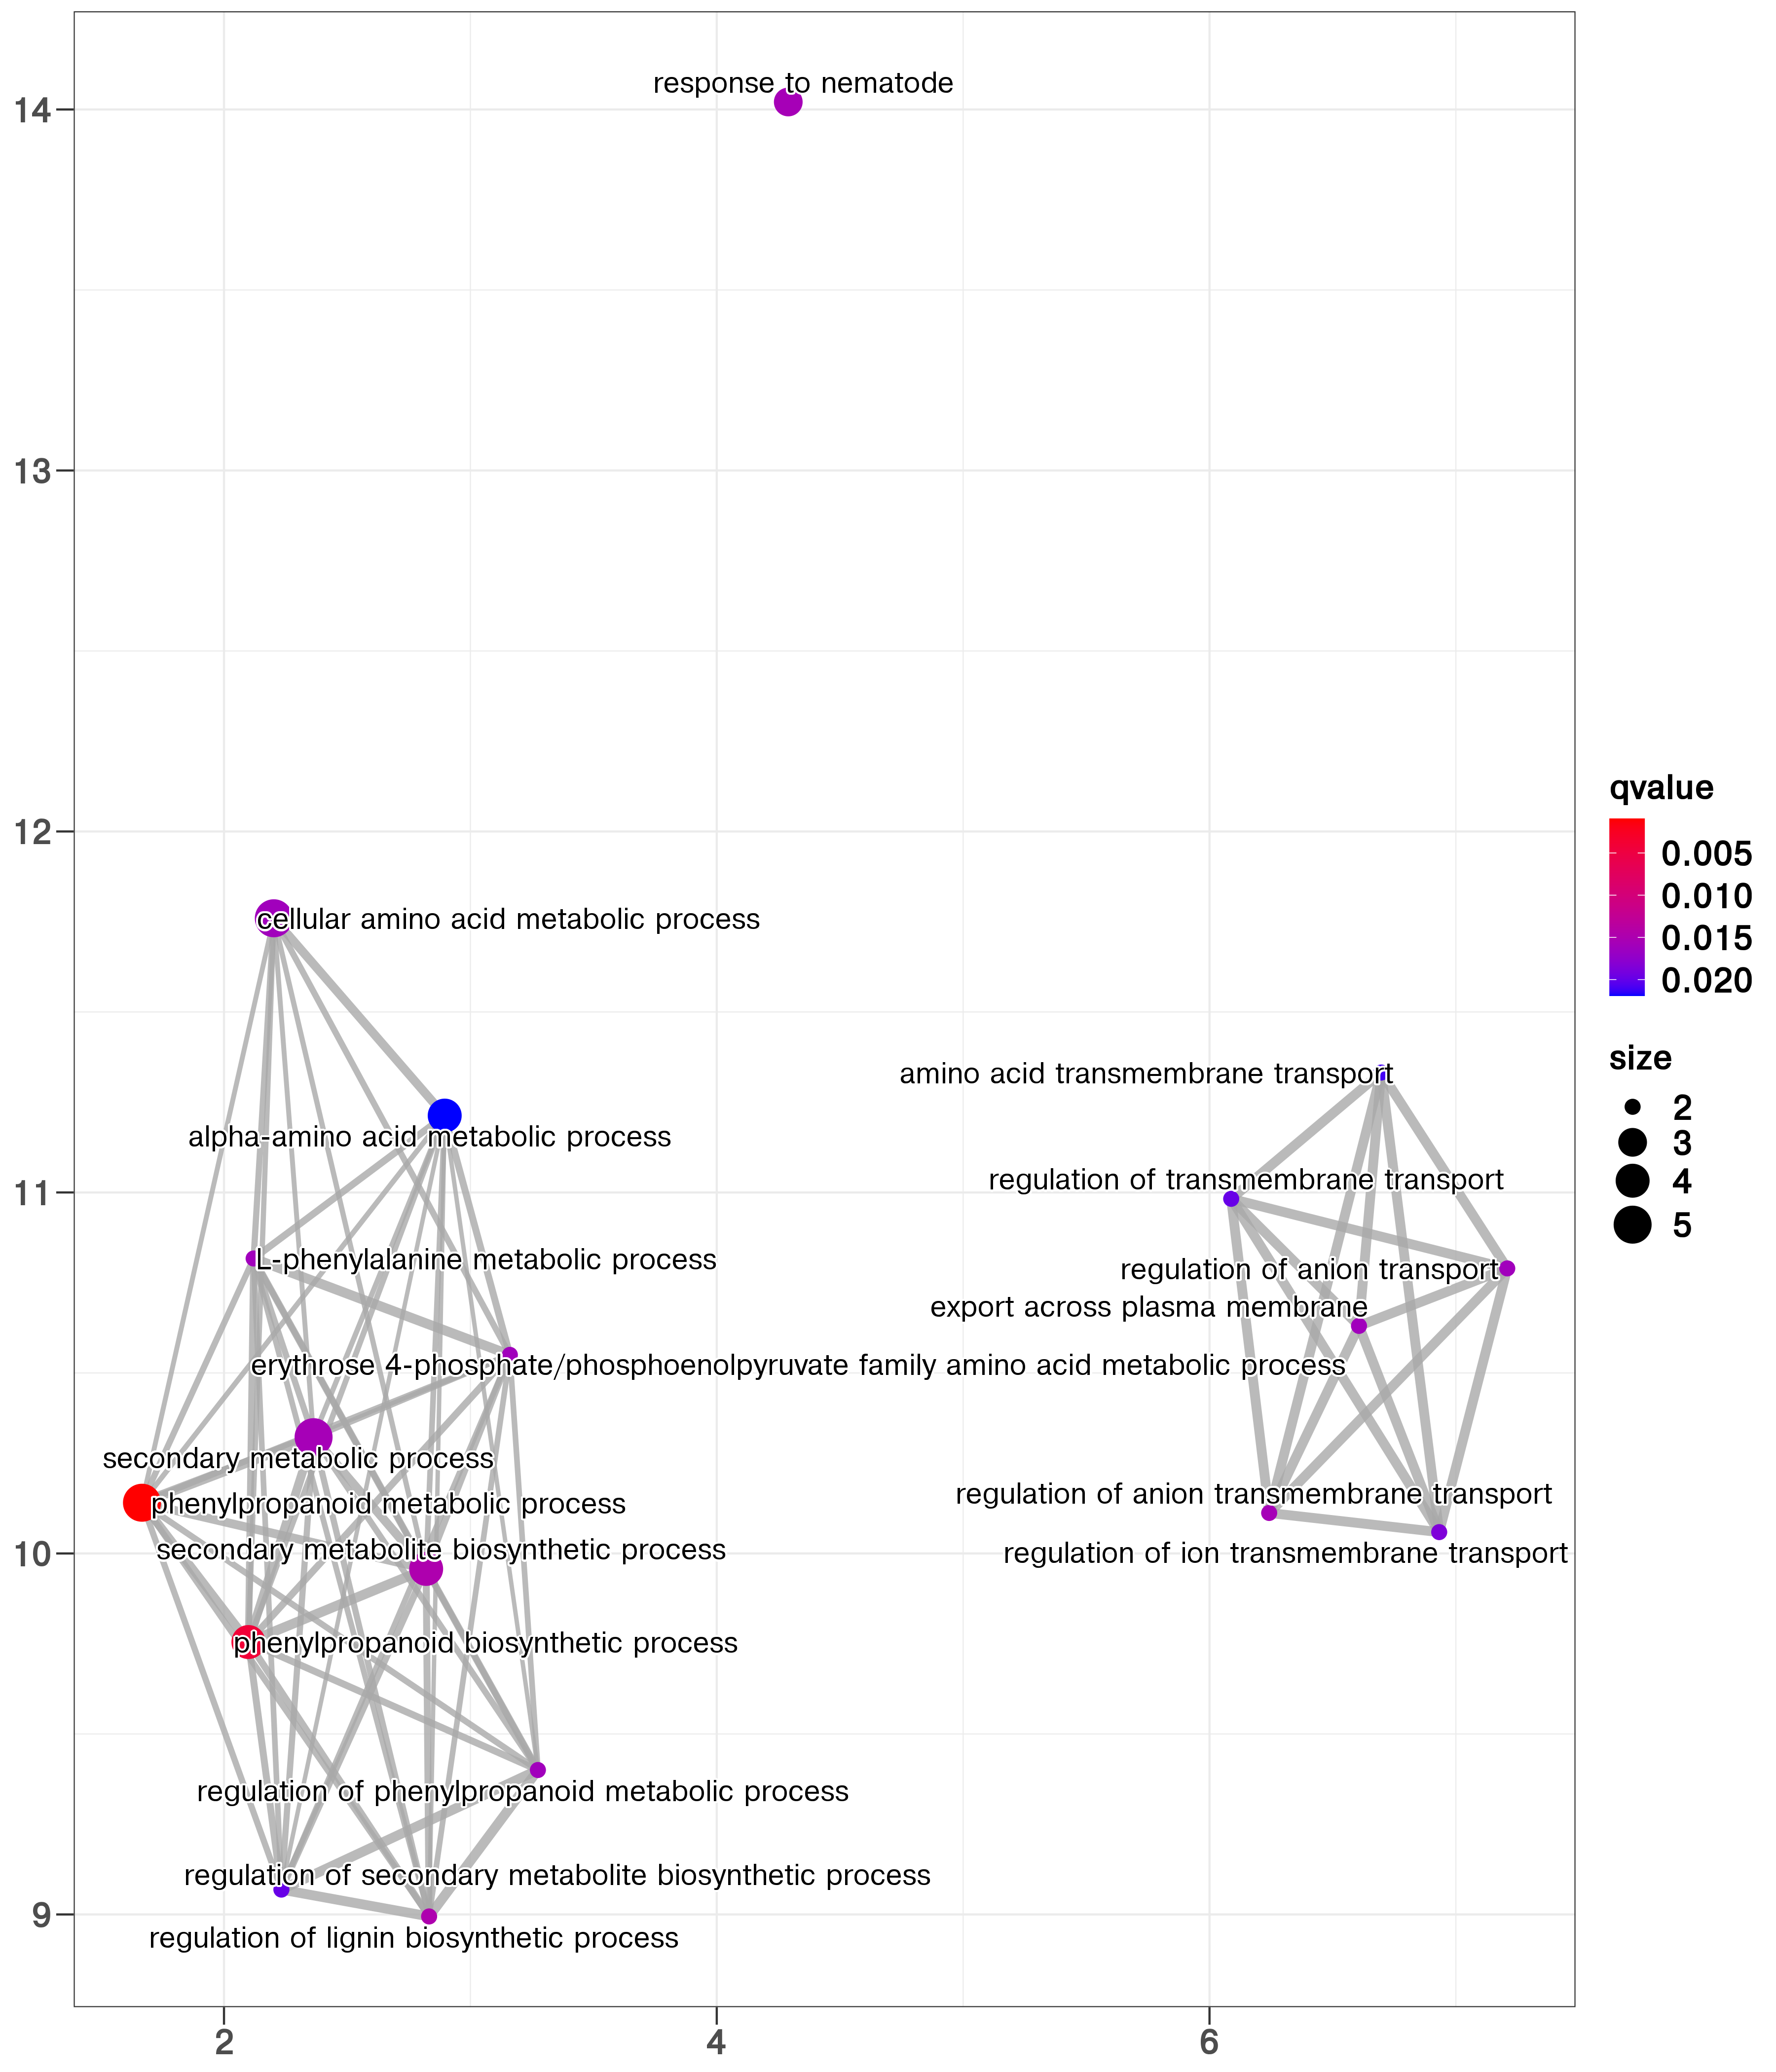 response to nematode
14
13
12
11
10
9
cellular amino acid metabolic process
amino acid transmembrane transport
alpha-amino acid metabolic process
regulation of transmembrane transport
L-phenylalanine metabolic process
regulation of anion transport
export across plasma membrane
erythrose 4-phosphate/phosphoenolpyruvate family amino acid metabolic process
secondary metabolic process
regulation of anion transmembrane transport
phenylpropanoid metabolic process
secondary metabolite biosynthetic process
regulation of ion transmembrane transport
phenylpropanoid biosynthetic process
regulation of phenylpropanoid metabolic process
regulation of secondary metabolite biosynthetic process
regulation of lignin biosynthetic process
2
4
6
qvalue
0.005
0.010
0.015
0.020
size
2
3
4
5